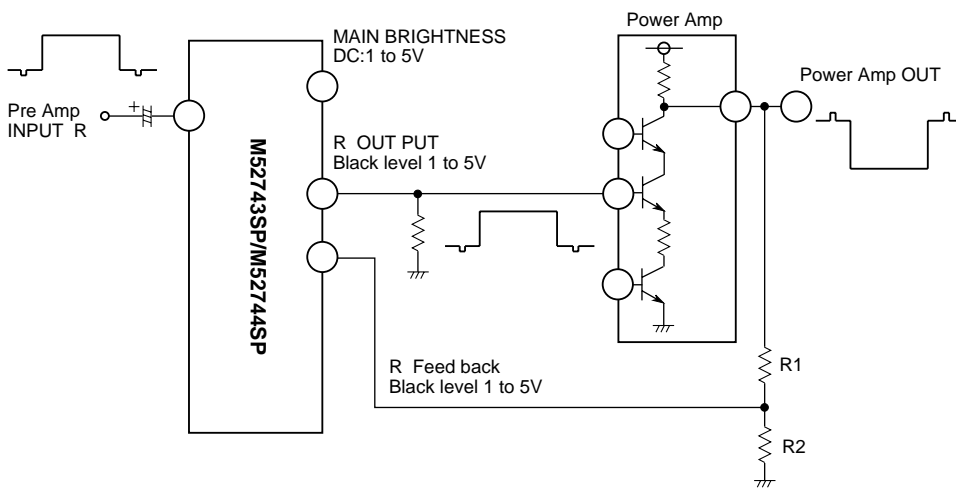 MAIN BRIGHTNESS
DC:1 to 5V
Power Amp
Power Amp OUT
Pre Amp
INPUT R
+
R OUT PUT
Black level 1 to 5V
M52743SP/M52744SP
R Feed back
Black level 1 to 5V
R1
R2